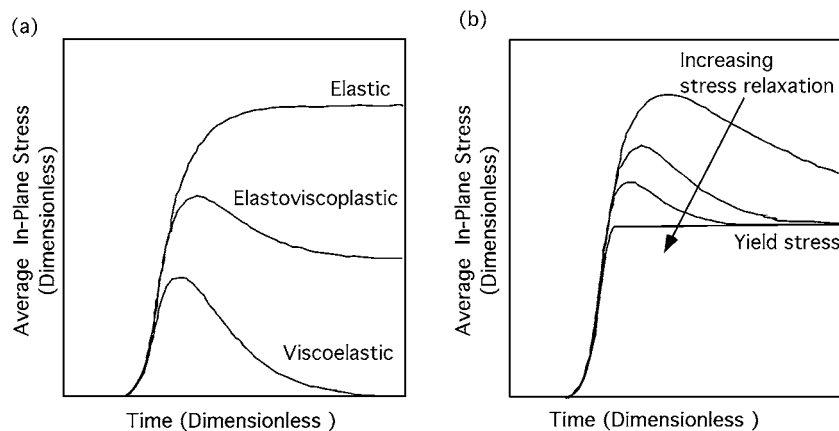 (a)
Average In-Plane Stress
(Dimensionless)
Elastic
Elastoviscoplastic
Viscoelastic
Time (Dimensionless )
(b)
Average In-Plane Stress
(Dimensionless)
Increasing
stress relaxation
Yield stress
Time (Dimensionless )